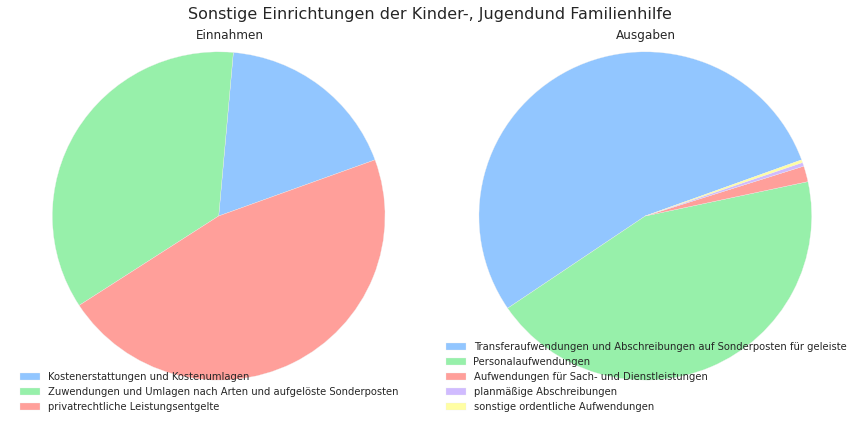 Sonstige Einrichtungen der Kinder-, Jugendund Familienhilfe
Einnahmen
Kostenerstattungen und Kostenumlagen
Zuwendungen und Umlagen nach Arten und aufgelöste Sonderposten
privatrechtliche Leistungsentgelte
Ausgaben
Transferaufwendungen und Abschreibungen auf Sonderposten für geleiste
Personalaufwendungen
Aufwendungen für Sach- und Dienstleistungen
planmäßige Abschreibungen
sonstige ordentliche Aufwendungen